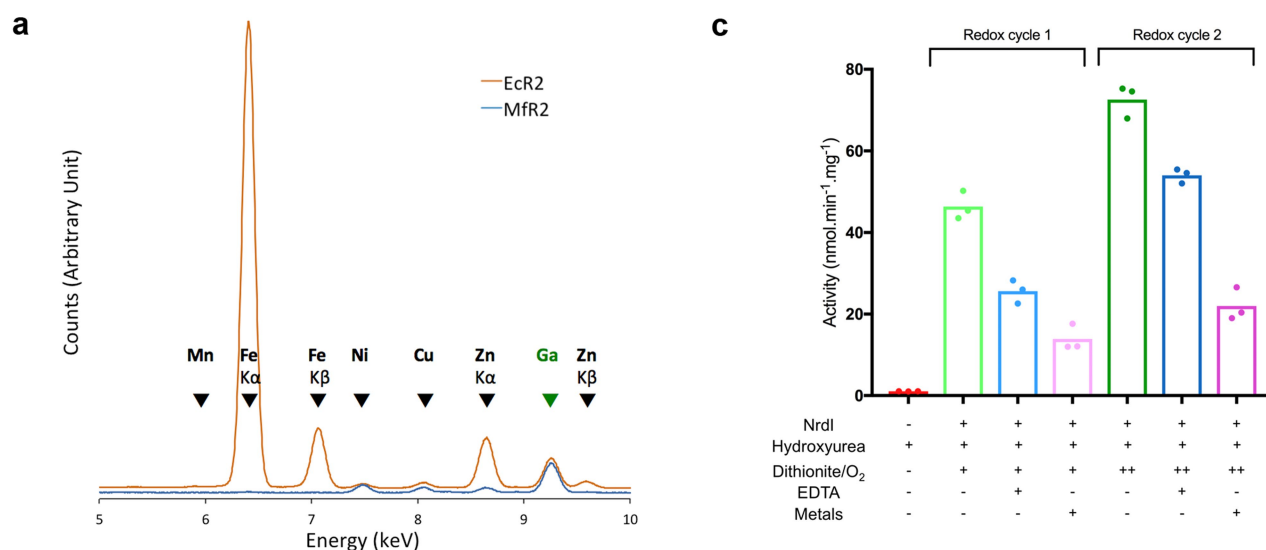 a
Counts (Arbitrary Unit)
EcR2
MfR2
Mn Fe Fe Ni Cu Zn Ga Zn
Kα Kβ Kα Kβ
5 6 7 8 9 10
Energy (keV)
c
Redox cycle 1 Redox cycle 2
Activity (nmol.min⁻¹.mg⁻¹)
80
60
40
20
0
NrdI - + + + + + +
Hydroxyurea + + + + + + +
Dithionite/O₂ - + + + ++ ++ ++
EDTA - - + - - + -
Metals - - - + - - +